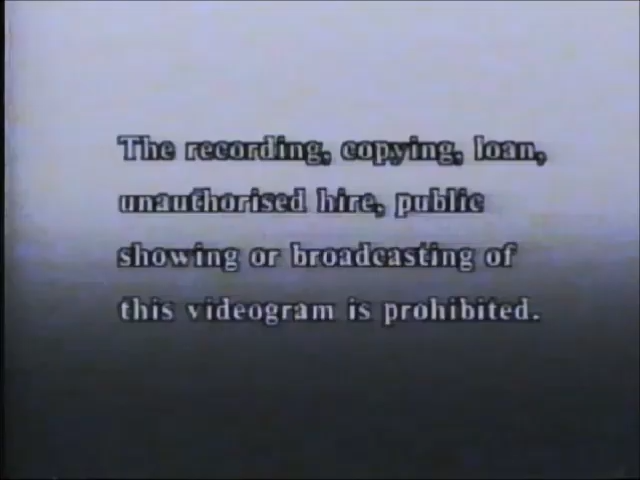 The recording, copying, loan,
unauthorised hire, public
showing or broadcasting of
this videogram is prohibited.